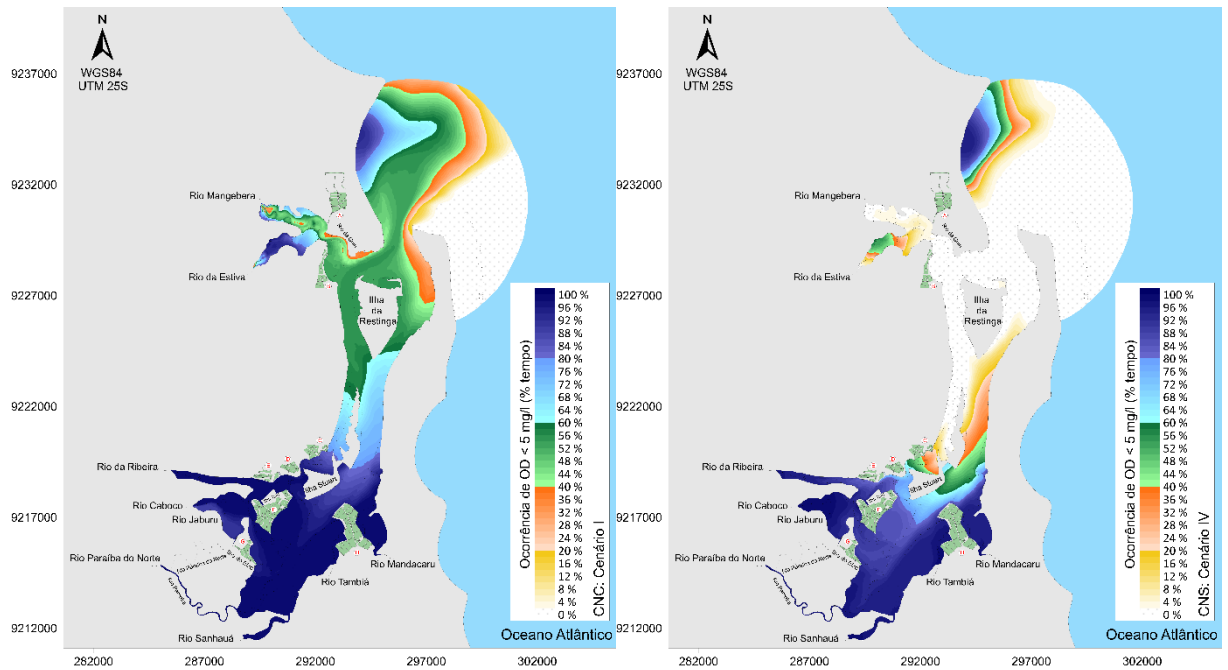 N
WGS84
UTM 25S
9237000
9232000
9227000
9222000
9217000
9212000
Rio Mangebera
Rio da Estiva
Ilha
da
Restinga
Rio da Ribeira
Ilha Stuart
Rio Caboco
Rio Jaburu
Rio Paraíba do Norte
Rio Mandacaru
Rio Tambiá
Rio Sanhauá
Ocorrência de OD < 5 mg/l (% tempo)
CNC: Cenário I
100 %
96 %
92 %
88 %
84 %
80 %
76 %
72 %
68 %
64 %
60 %
56 %
52 %
48 %
44 %
40 %
36 %
32 %
28 %
24 %
20 %
16 %
12 %
8 %
4 %
0 %
Oceano Atlântico
282000
287000
292000
297000
302000
N
WGS84
UTM 25S
9237000
9232000
9227000
9222000
9217000
9212000
Rio Mangebera
Rio da Estiva
Ilha
da
Restinga
Rio da Ribeira
Ilha Stuart
Rio Caboco
Rio Jaburu
Rio Paraíba do Norte
Rio Mandacaru
Rio Tambiá
Rio Sanhauá
Ocorrência de OD < 5 mg/l (% tempo)
CNS: Cenário IV
100 %
96 %
92 %
88 %
84 %
80 %
76 %
72 %
68 %
64 %
60 %
56 %
52 %
48 %
44 %
40 %
36 %
32 %
28 %
24 %
20 %
16 %
12 %
8 %
4 %
0 %
Oceano Atlântico
282000
287000
292000
297000
302000